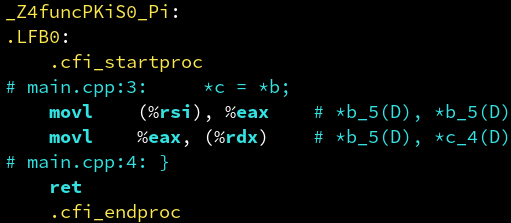 _Z4funcPKiS0_Pi:
.LFB0:
    .cfi_startproc
# main.cpp:3:     *c = *b;
    movl    (%rsi), %eax    # *b_5(D), *b_5(D)
    movl    %eax, (%rdx)    # *b_5(D), *c_4(D)
# main.cpp:4: }
    ret
    .cfi_endproc